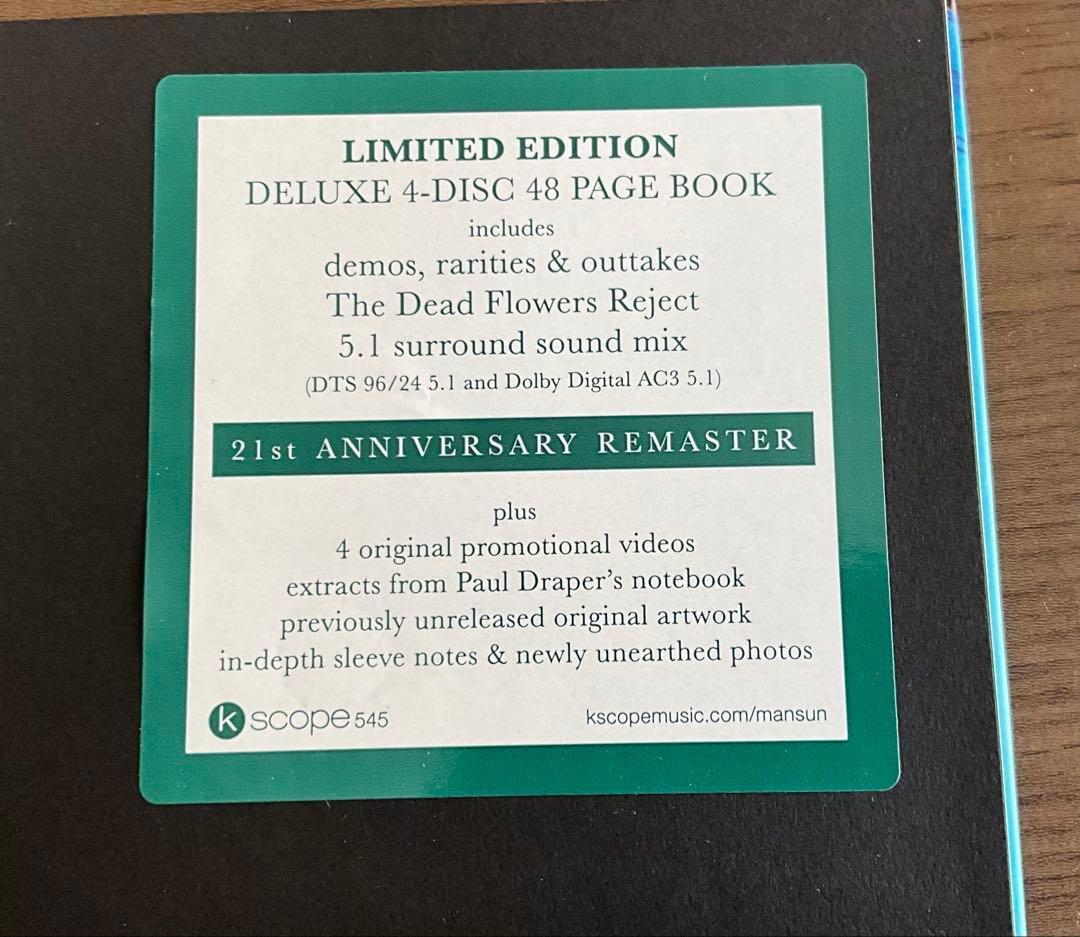 LIMITED EDITION
DELUXE 4-DISC 48 PAGE BOOK
includes
demos, rarities & outtakes
The Dead Flowers Reject
5.1 surround sound mix
(DTS 96/24 5.1 and Dolby Digital AC3 5.1)
21st ANNIVERSARY REMASTER
plus
4 original promotional videos
extracts from Paul Draper's notebook
previously unreleased original artwork
in-depth sleeve notes & newly unearthed photos
k scope 545
kscopemusic.com/mansun